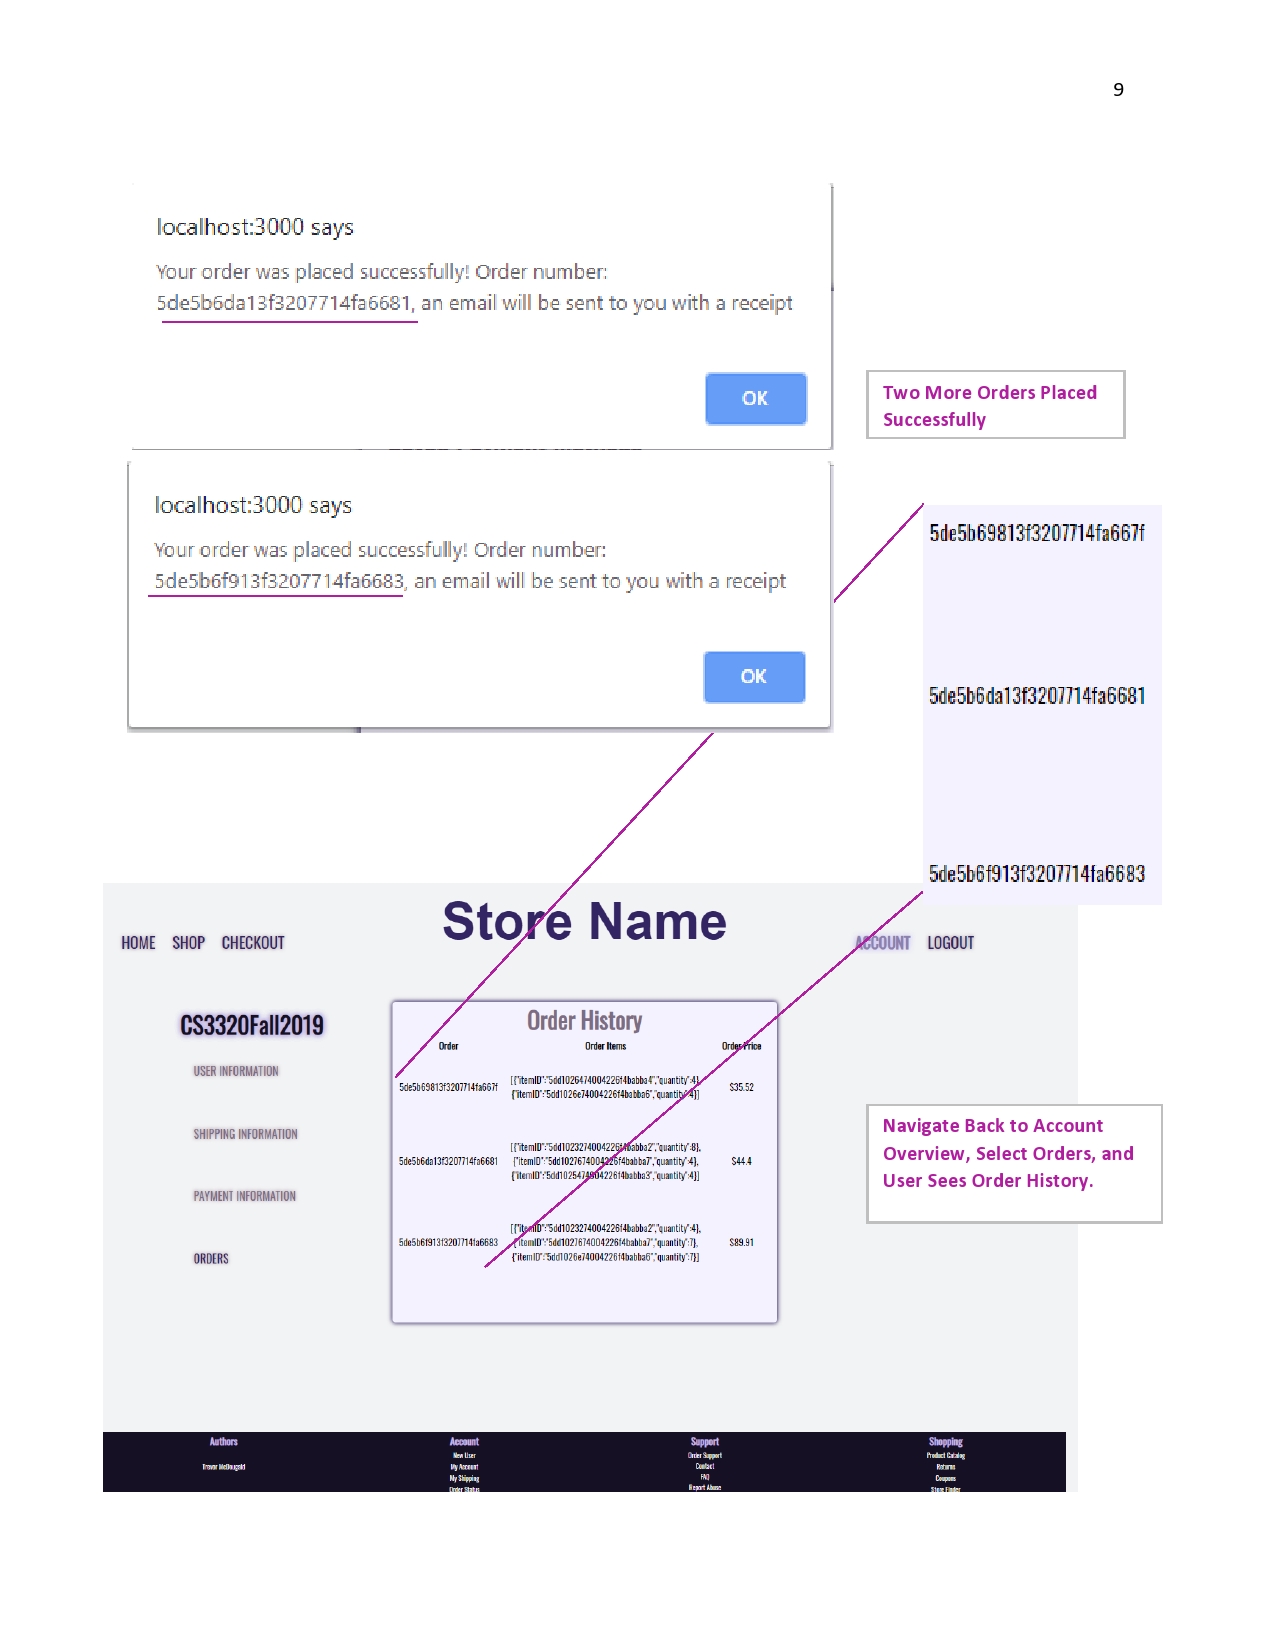 9
localhost:3000 says
Your order was placed successfully! Order number:
5de5b6da13f3207714fa6681, an email will be sent to you with a receipt
OK
Two More Orders Placed
Successfully
localhost:3000 says
Your order was placed successfully! Order number:
5de5b6f913f3207714fa6683, an email will be sent to you with a receipt
OK
5de5b69813f3207714fa667f
5de5b6da13f3207714fa6681
5de5b6f913f3207714fa6683
Store Name
HOME SHOP CHECKOUT
ACCOUNT LOGOUT
CS3320Fall2019
USER INFORMATION
SHIPPING INFORMATION
PAYMENT INFORMATION
ORDERS
Order History
Order Order Items Order Price
5de5b69813f3207714fa667f
[{"itemID":"5dd1026474004226f4babba4","quantity":4},
{"itemID":"5dd1026e74004226f4babba6","quantity":4}]
$35.52
5de5b6da13f3207714fa6681
[{"itemID":"5dd1023274004226f4babba2","quantity":8},
{"itemID":"5dd1027674004226f4babba7","quantity":4},
{"itemID":"5dd1025474004226f4babba3","quantity":4}]
$44.4
5de5b6f913f3207714fa6683
[{"itemID":"5dd1023274004226f4babba2","quantity":4},
{"itemID":"5dd1027674004226f4babba7","quantity":7},
{"itemID":"5dd1026e74004226f4babba6","quantity":7}]
$89.91
Navigate Back to Account
Overview, Select Orders, and
User Sees Order History.
Authors
Trevor McDougald
Account
New User
My Account
My Shipping
Order Status
Support
Order Support
Contact
FAQ
Report Abuse
Shopping
Product Catalog
Returns
Coupons
Store Finder